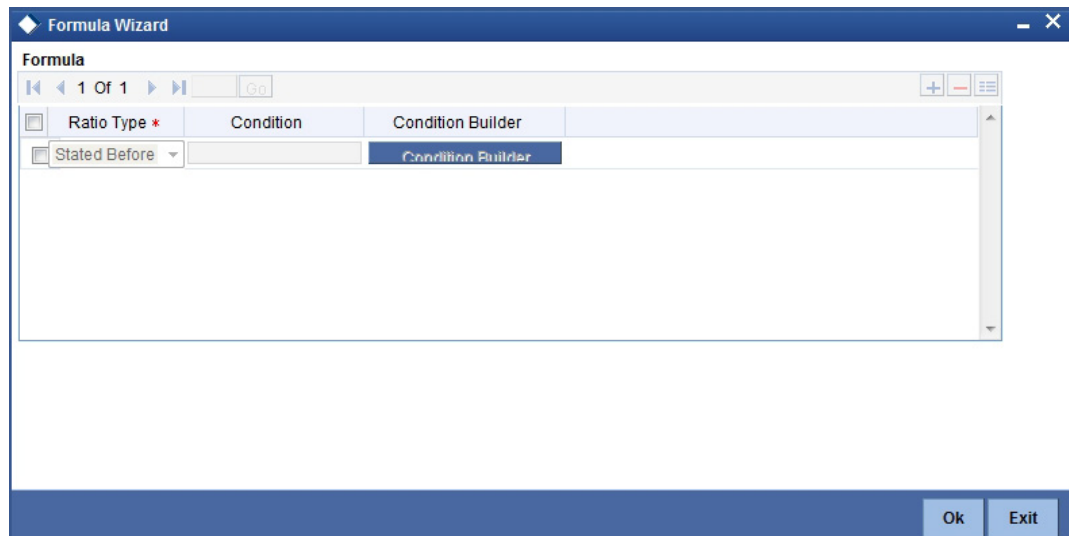 Formula Wizard
Formula
1 Of 1 Go
Ratio Type * Condition Condition Builder
Stated Before Condition Builder
Ok Exit